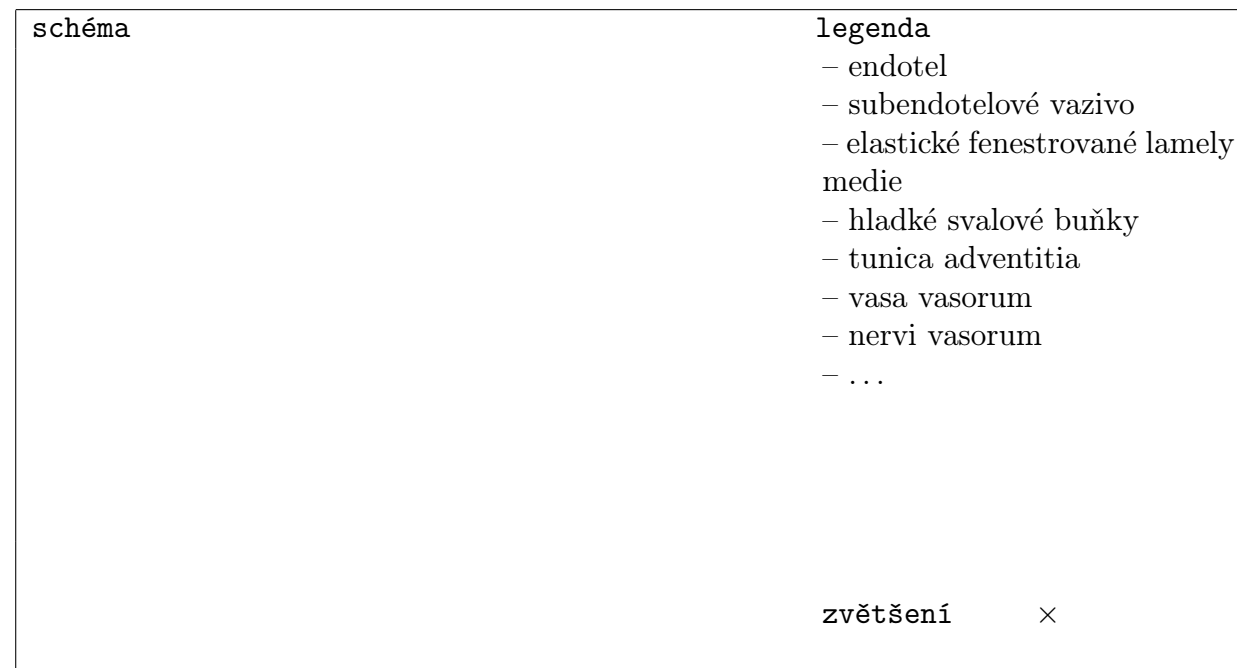 schéma
legenda
– endotel
– subendotelové vazivo
– elastické fenestrované lamely
medie
– hladké svalové buňky
– tunica adventitia
– vasa vasorum
– nervi vasorum
– . . .
zvětšení ×